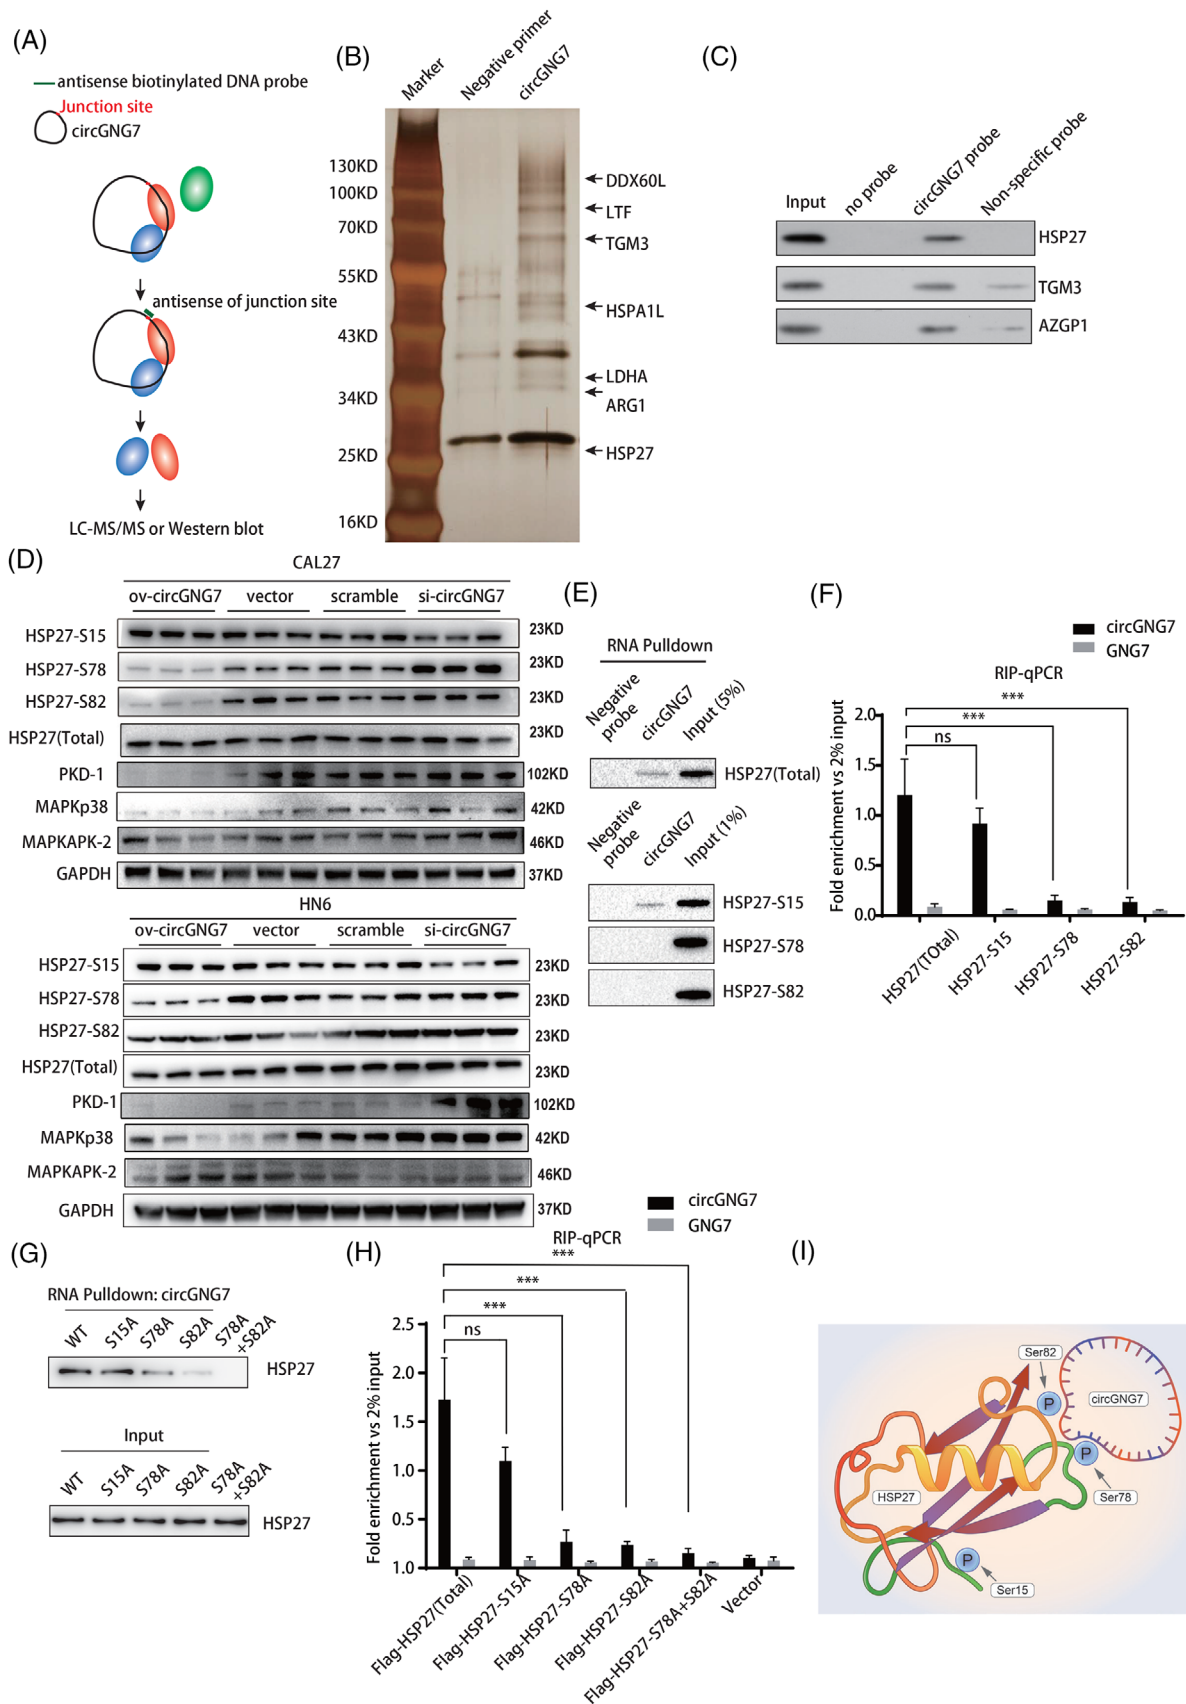 (A)
antisense biotinylated DNA probe
Junction site
circGNG7
antisense of junction site
LC-MS/MS or Western blot
(B)
Marker
Negative primer
circGNG7
130KD
100KD
70KD
55KD
43KD
34KD
25KD
16KD
DDX60L
LTF
TGM3
HSPA1L
LDHA
ARG1
HSP27
(C)
Input
no probe
circGNG7 probe
Non-specific probe
HSP27
TGM3
AZGP1
(D)
CAL27
ov-circGNG7 vector scramble si-circGNG7
HSP27-S15 23KD
HSP27-S78 23KD
HSP27-S82 23KD
HSP27(Total) 23KD
PKD-1 102KD
MAPKp38 42KD
MAPKAPK-2 46KD
GAPDH 37KD
HN6
ov-circGNG7 vector scramble si-circGNG7
HSP27-S15 23KD
HSP27-S78 23KD
HSP27-S82 23KD
HSP27(Total) 23KD
PKD-1 102KD
MAPKp38 42KD
MAPKAPK-2 46KD
GAPDH 37KD
(E)
RNA Pulldown
Negative probe
circGNG7
Input (5%)
HSP27(Total)
Negative probe
circGNG7
Input (1%)
HSP27-S15
HSP27-S78
HSP27-S82
(F)
circGNG7
GNG7
RIP-qPCR
***
***
ns
Fold enrichment vs 2% input
2.0
1.5
1.0
0.5
0.0
HSP27(TOtal)
HSP27-S15
HSP27-S78
HSP27-S82
(G)
RNA Pulldown: circGNG7
WT
S15A
S78A
S82A
S78A
+S82A
HSP27
Input
WT
S15A
S78A
S82A
S78A
+S82A
HSP27
(H)
circGNG7
GNG7
RIP-qPCR
***
***
***
ns
Fold enrichment vs 2% input
2.5
2.0
1.5
1.0
0.5
1.0
Flag-HSP27(Total)
Flag-HSP27-S15A
Flag-HSP27-S78A
Flag-HSP27-S82A
Flag-HSP27-S78A+S82A
Vector
(I)
Ser82
P
circGNG7
P
HSP27
Ser78
P
Ser15